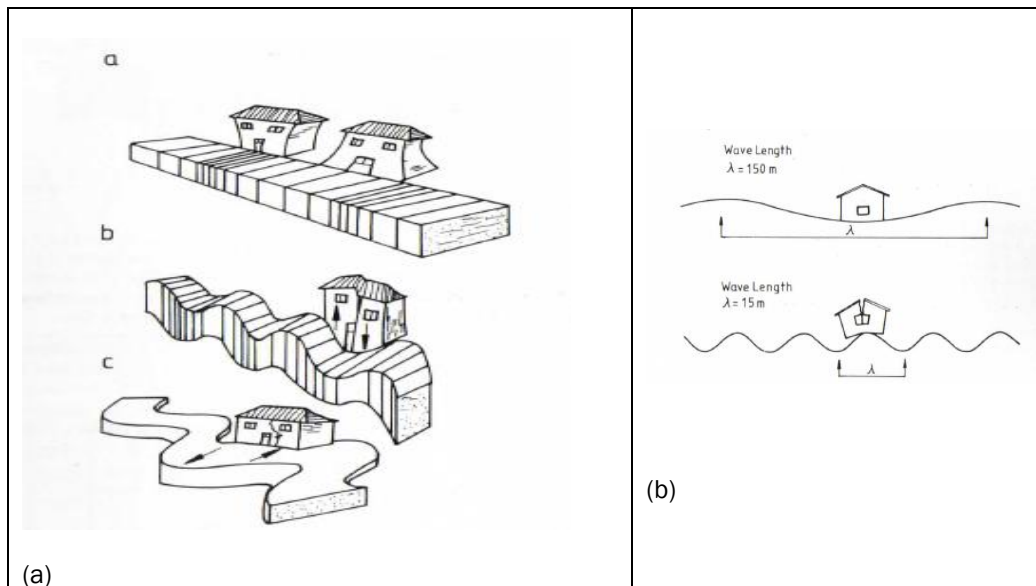 a
b
c
(a)
Wave Length
λ = 150 m
λ
Wave Length
λ = 15 m
λ
(b)